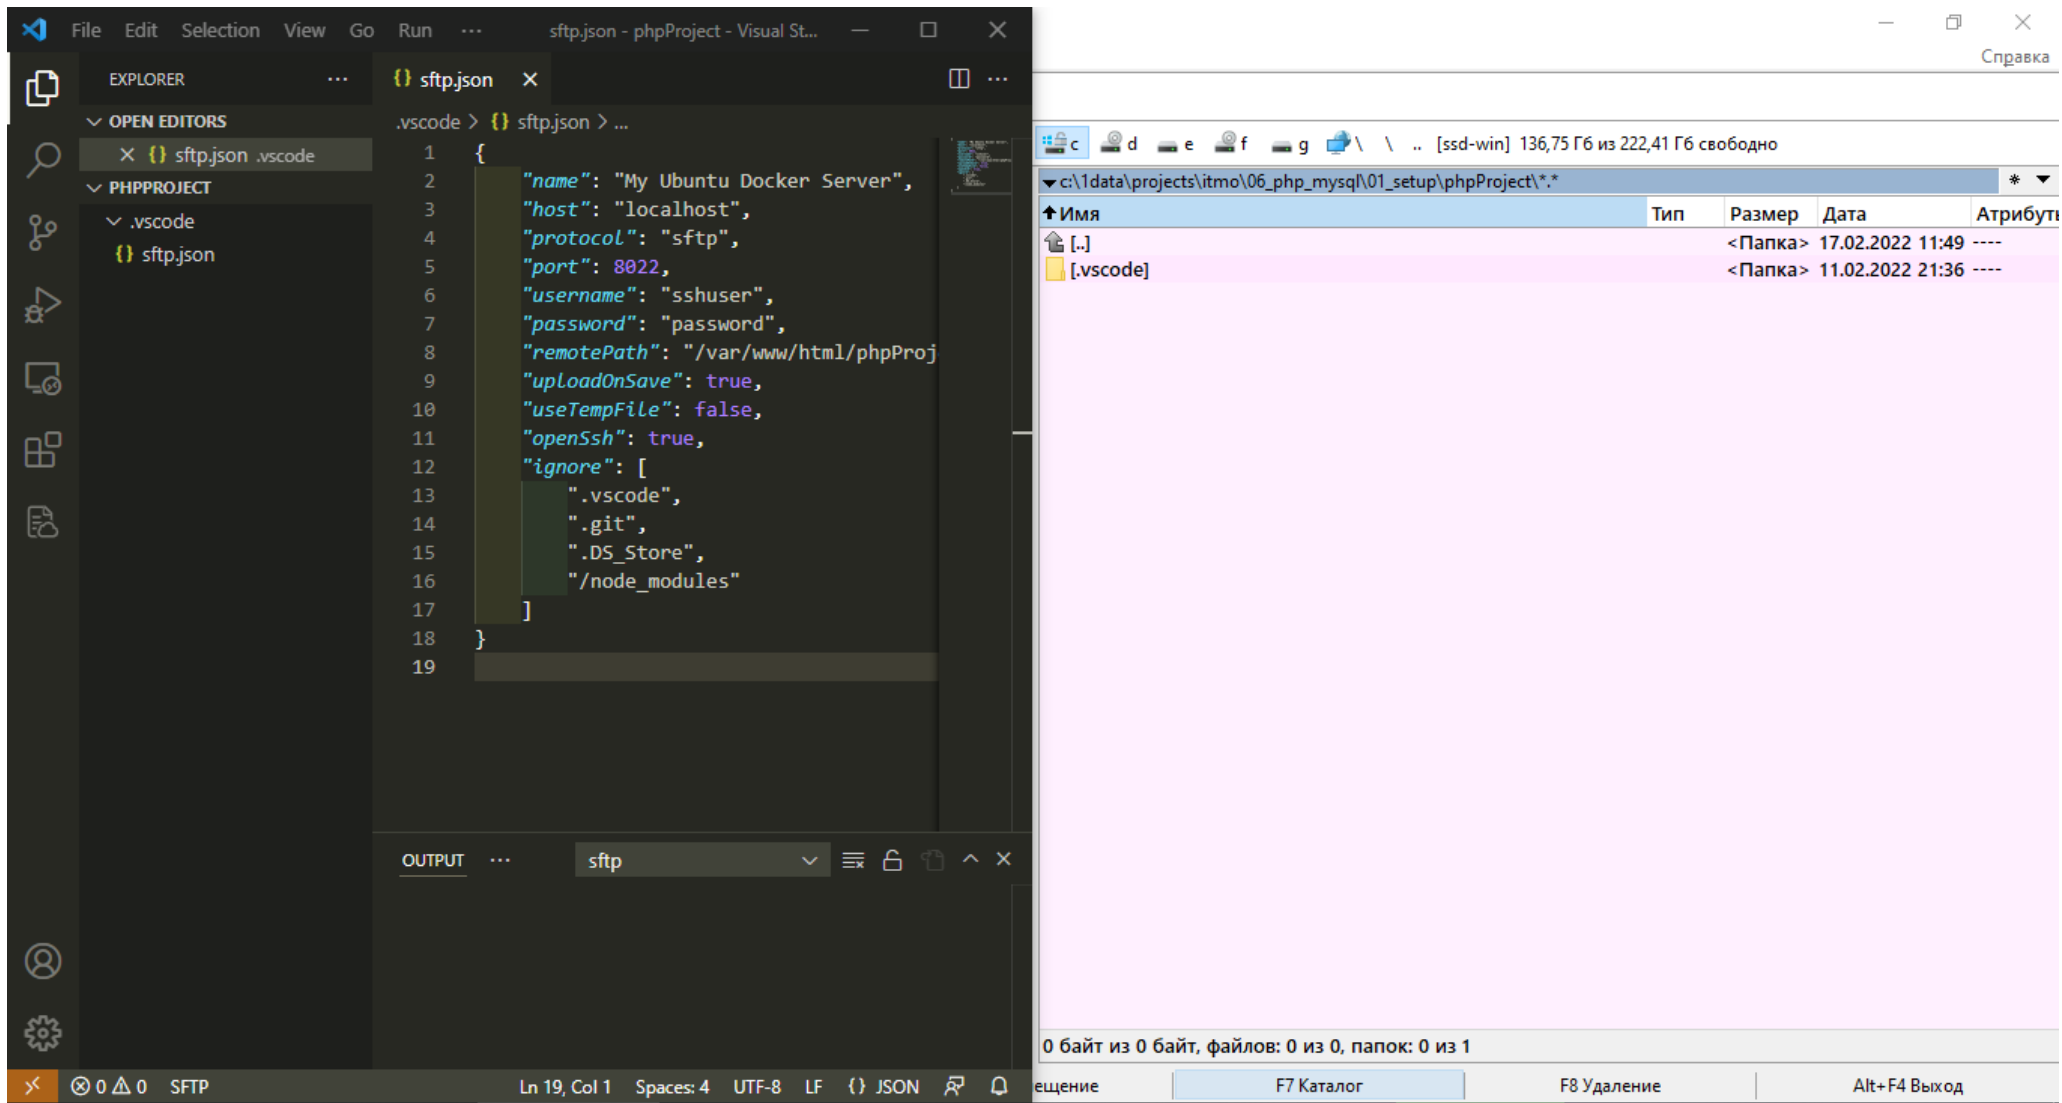 File Edit Selection View Go Run ··· sftp.json - phpProject - Visual St...
EXPLORER ···
OPEN EDITORS
sftp.json .vscode
PHPPROJECT
.vscode
{} sftp.json
{} sftp.json
.vscode > {} sftp.json > ...
1 {
2 "name": "My Ubuntu Docker Server",
3 "host": "localhost",
4 "protocol": "sftp",
5 "port": 8022,
6 "username": "sshuser",
7 "password": "password",
8 "remotePath": "/var/www/html/phpProj
9 "uploadOnSave": true,
10 "useTempFile": false,
11 "openSsh": true,
12 "ignore": [
13 ".vscode",
14 ".git",
15 ".DS_Store",
16 "/node_modules"
17 ]
18 }
19
OUTPUT ··· sftp
0 0 SFTP Ln 19, Col 1 Spaces: 4 UTF-8 LF {} JSON
Справка
c d e f g \ \ .. [ssd-win] 136,75 Гб из 222,41 Гб свободно
c:\1data\projects\itmo\06_php_mysql\01_setup\phpProject\*.* * ▼
Имя Тип Размер Дата Атрибуты
[..] <Папка> 17.02.2022 11:49 ----
[.vscode] <Папка> 11.02.2022 21:36 ----
0 байт из 0 байт, файлов: 0 из 0, папок: 0 из 1
ещение F7 Каталог F8 Удаление Alt+F4 Выход